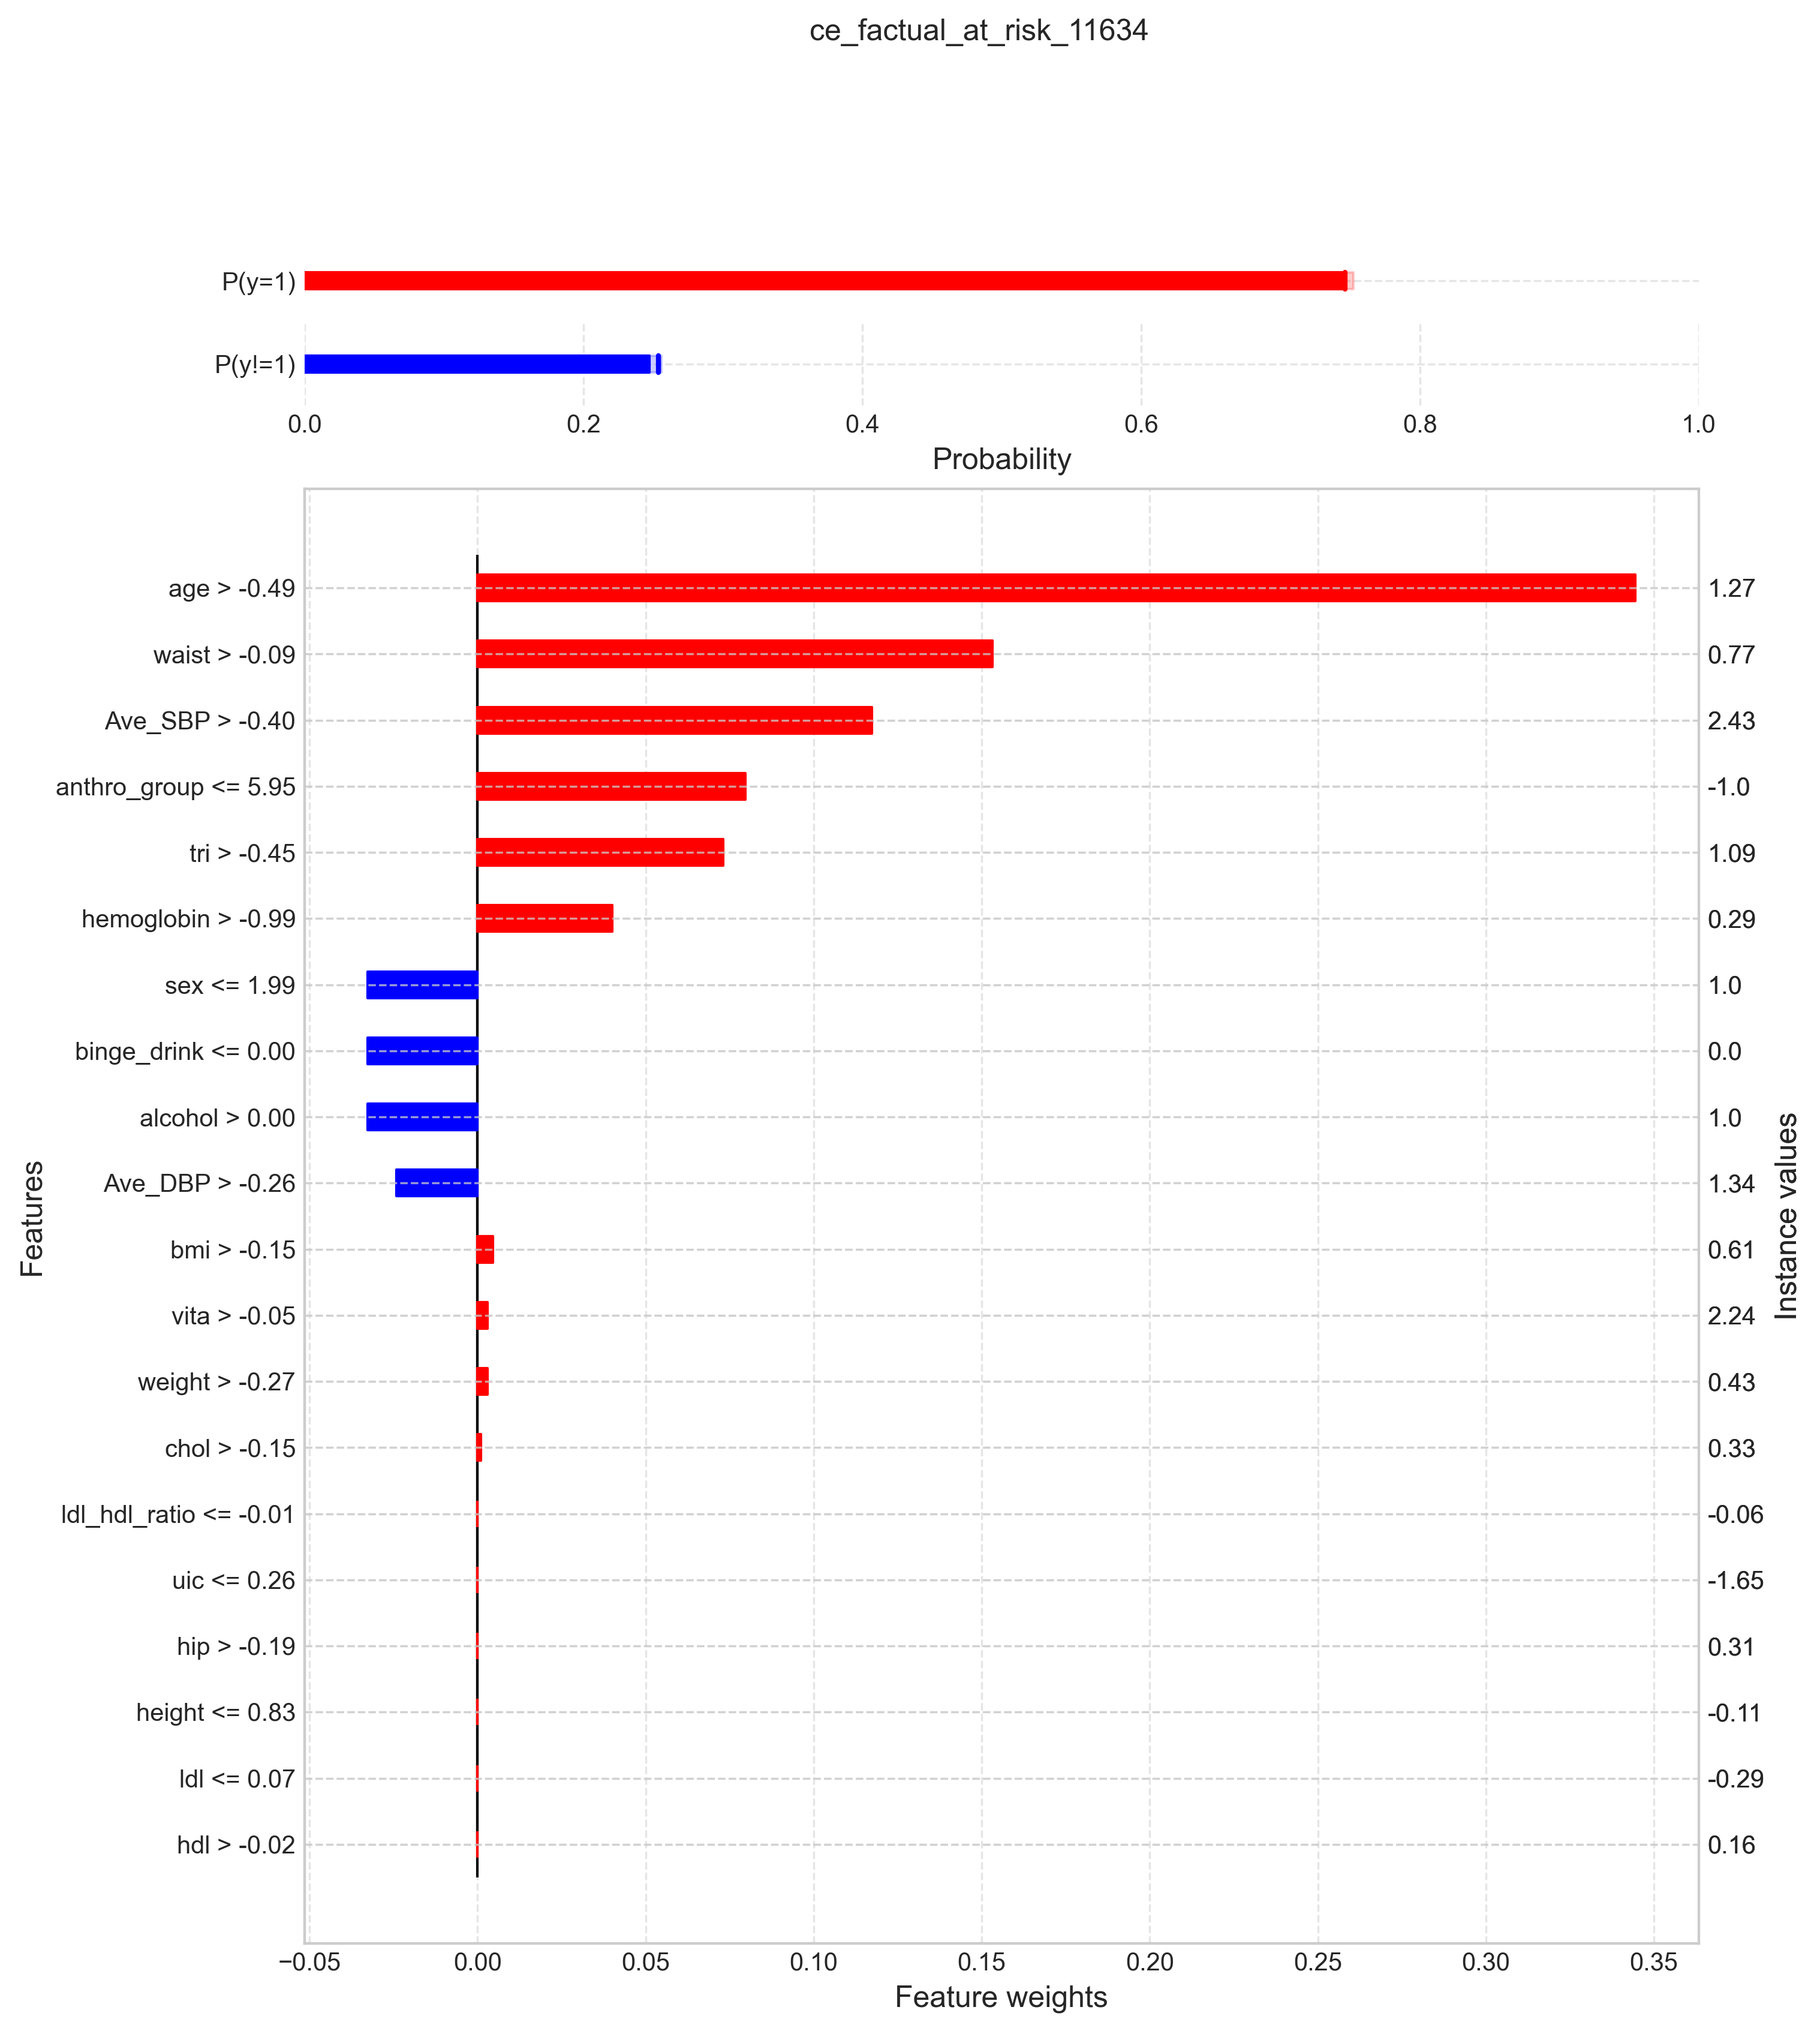 ce_factual_at_risk_11634
P(y=1)
P(y!=1)
0.0 0.2 0.4 0.6 0.8 1.0
Probability
age > -0.49 1.27
waist > -0.09 0.77
Ave_SBP > -0.40 2.43
anthro_group <= 5.95 -1.0
tri > -0.45 1.09
hemoglobin > -0.99 0.29
sex <= 1.99 1.0
binge_drink <= 0.00 0.0
alcohol > 0.00 1.0
Ave_DBP > -0.26 1.34
bmi > -0.15 0.61
vita > -0.05 2.24
weight > -0.27 0.43
chol > -0.15 0.33
ldl_hdl_ratio <= -0.01 -0.06
uic <= 0.26 -1.65
hip > -0.19 0.31
height <= 0.83 -0.11
ldl <= 0.07 -0.29
hdl > -0.02 0.16
Features
Instance values
−0.05 0.00 0.05 0.10 0.15 0.20 0.25 0.30 0.35
Feature weights